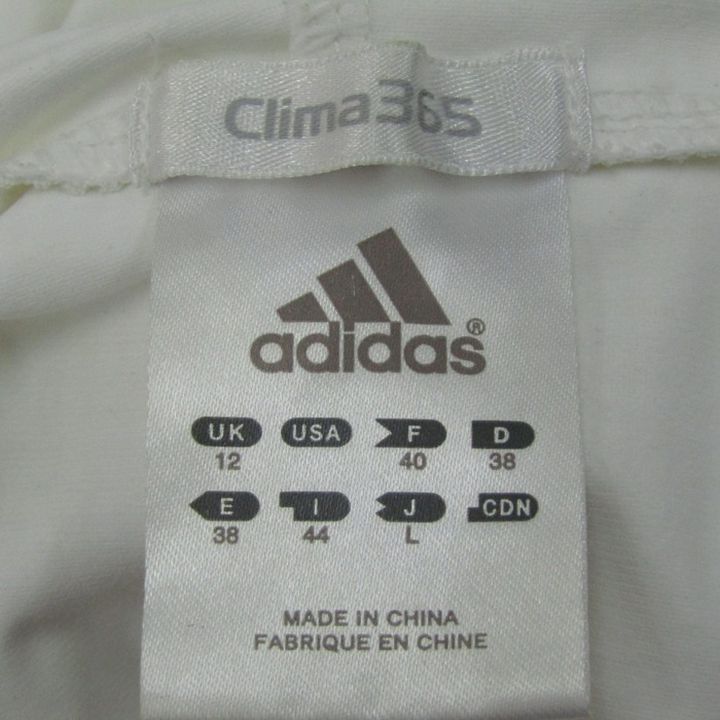 Clima365
adidas®
UK USA F D
12 40 38
E I J CDN
38 44 L
MADE IN CHINA
FABRIQUE EN CHINE